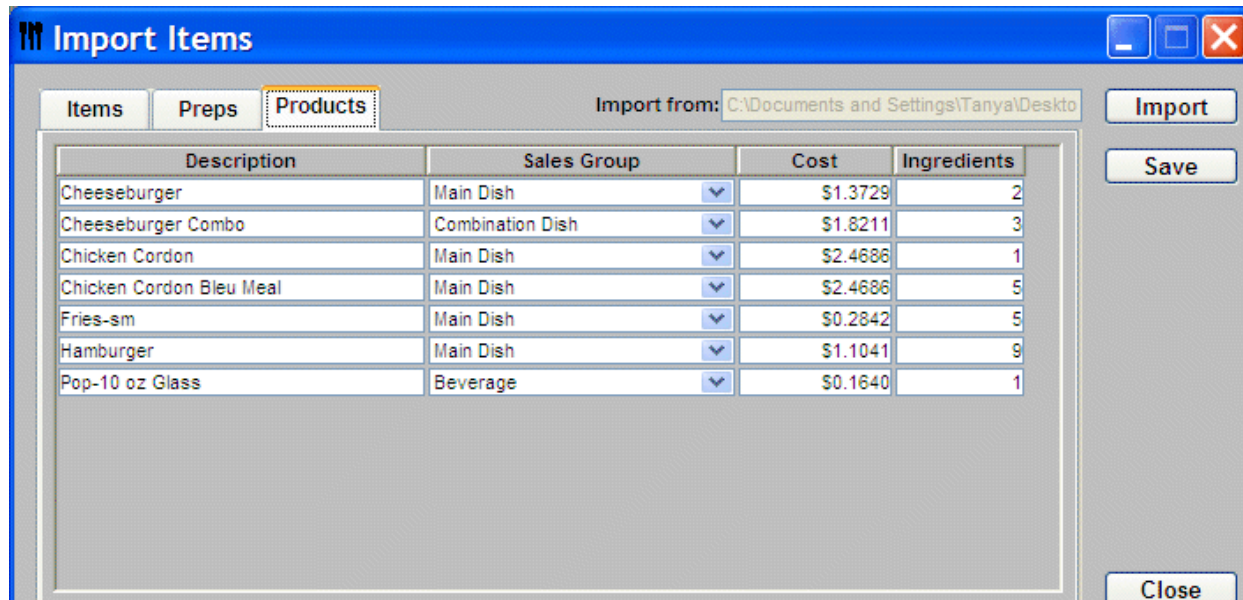 Import Items
Items Preps Products Import from: C:\Documents and Settings\Tanya\Deskto Import
Save
Description Sales Group Cost Ingredients
Cheeseburger Main Dish $1.3729 2
Cheeseburger Combo Combination Dish $1.8211 3
Chicken Cordon Main Dish $2.4686 1
Chicken Cordon Bleu Meal Main Dish $2.4686 5
Fries-sm Main Dish $0.2842 5
Hamburger Main Dish $1.1041 9
Pop-10 oz Glass Beverage $0.1640 1
Close